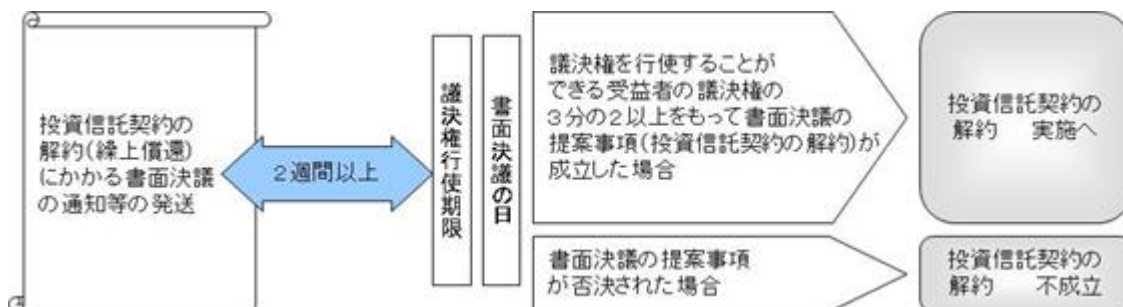 投資信託契約の
解約(繰上償還)
にかかる書面決議
の通知等の発送
2週間以上
議決権行使期限
書面決議の日
議決権を行使することが
できる受益者の議決権の
3分の2以上をもって書面決議の
提案事項(投資信託契約の解約)が
成立した場合
投資信託契約の
解約 実施へ
書面決議の提案事項
が否決された場合
投資信託契約の
解約 不成立